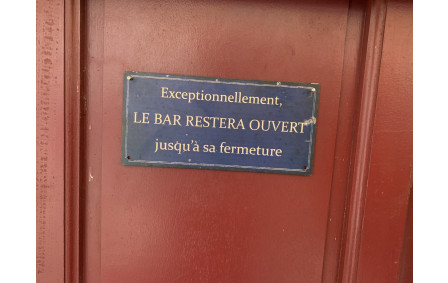 Exceptionnellement,
LE BAR RESTERA OUVERT
jusqu'à sa fermeture